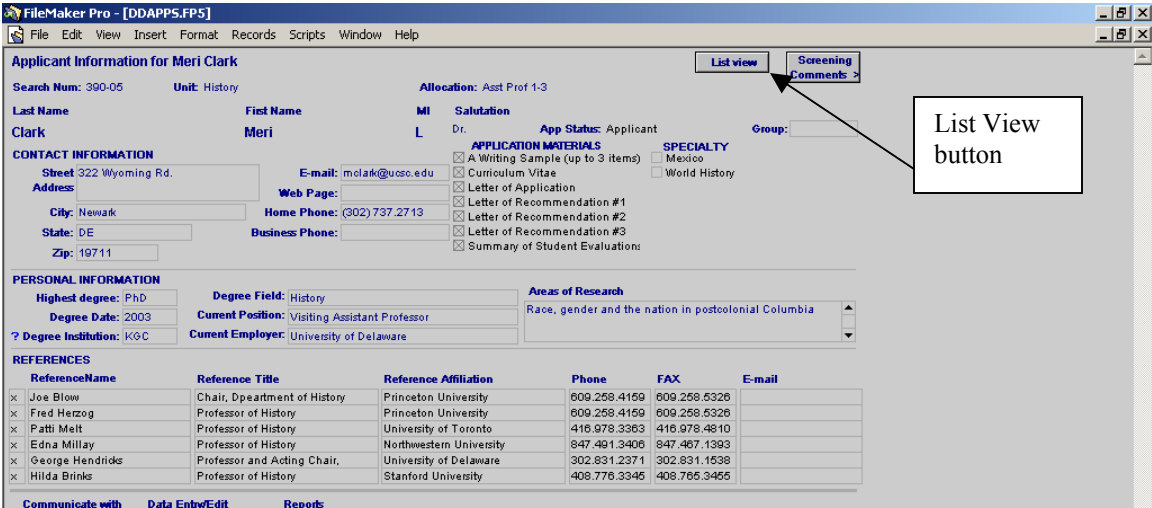 FileMaker Pro - [DDAPPS.FP5]
File Edit View Insert Format Records Scripts Window Help
Applicant Information for Meri Clark
List view
Screening
Comments >
Search Num: 390-05 Unit: History Allocation: Asst Prof 1-3
Last Name First Name MI Salutation
Clark Meri L Dr. App Status: Applicant Group:
CONTACT INFORMATION
Street Address 322 Wyoming Rd.
City: Newark
State: DE
Zip: 19711
E-mail: mclark@ucsc.edu
Web Page:
Home Phone: (302) 737.2713
Business Phone:
APPLICATION MATERIALS
A Writing Sample (up to 3 items)
Curriculum Vitae
Letter of Application
Letter of Recommendation #1
Letter of Recommendation #2
Letter of Recommendation #3
Summary of Student Evaluations
SPECIALTY
Mexico
World History
List View
button
PERSONAL INFORMATION
Highest degree: PhD Degree Field: History
Degree Date: 2003 Current Position: Visiting Assistant Professor
? Degree Institution: KGC Current Employer: University of Delaware
Areas of Research
Race, gender and the nation in postcolonial Columbia
REFERENCES
ReferenceName Reference Title Reference Affiliation Phone FAX E-mail
x Joe Blow Chair, Dpeartment of History Princeton University 609.258.4159 609.258.5326
x Fred Herzog Professor of History Princeton University 609.258.4159 609.258.5326
x Patti Melt Professor of History University of Toronto 416.978.3363 416.978.4810
x Edna Millay Professor of History Northwestern University 847.491.3406 847.467.1393
x George Hendricks Professor and Acting Chair, University of Delaware 302.831.2371 302.831.1538
x Hilda Brinks Professor of History Stanford University 408.776.3345 408.765.3455
Communicate with Data Entry/Edit Reports